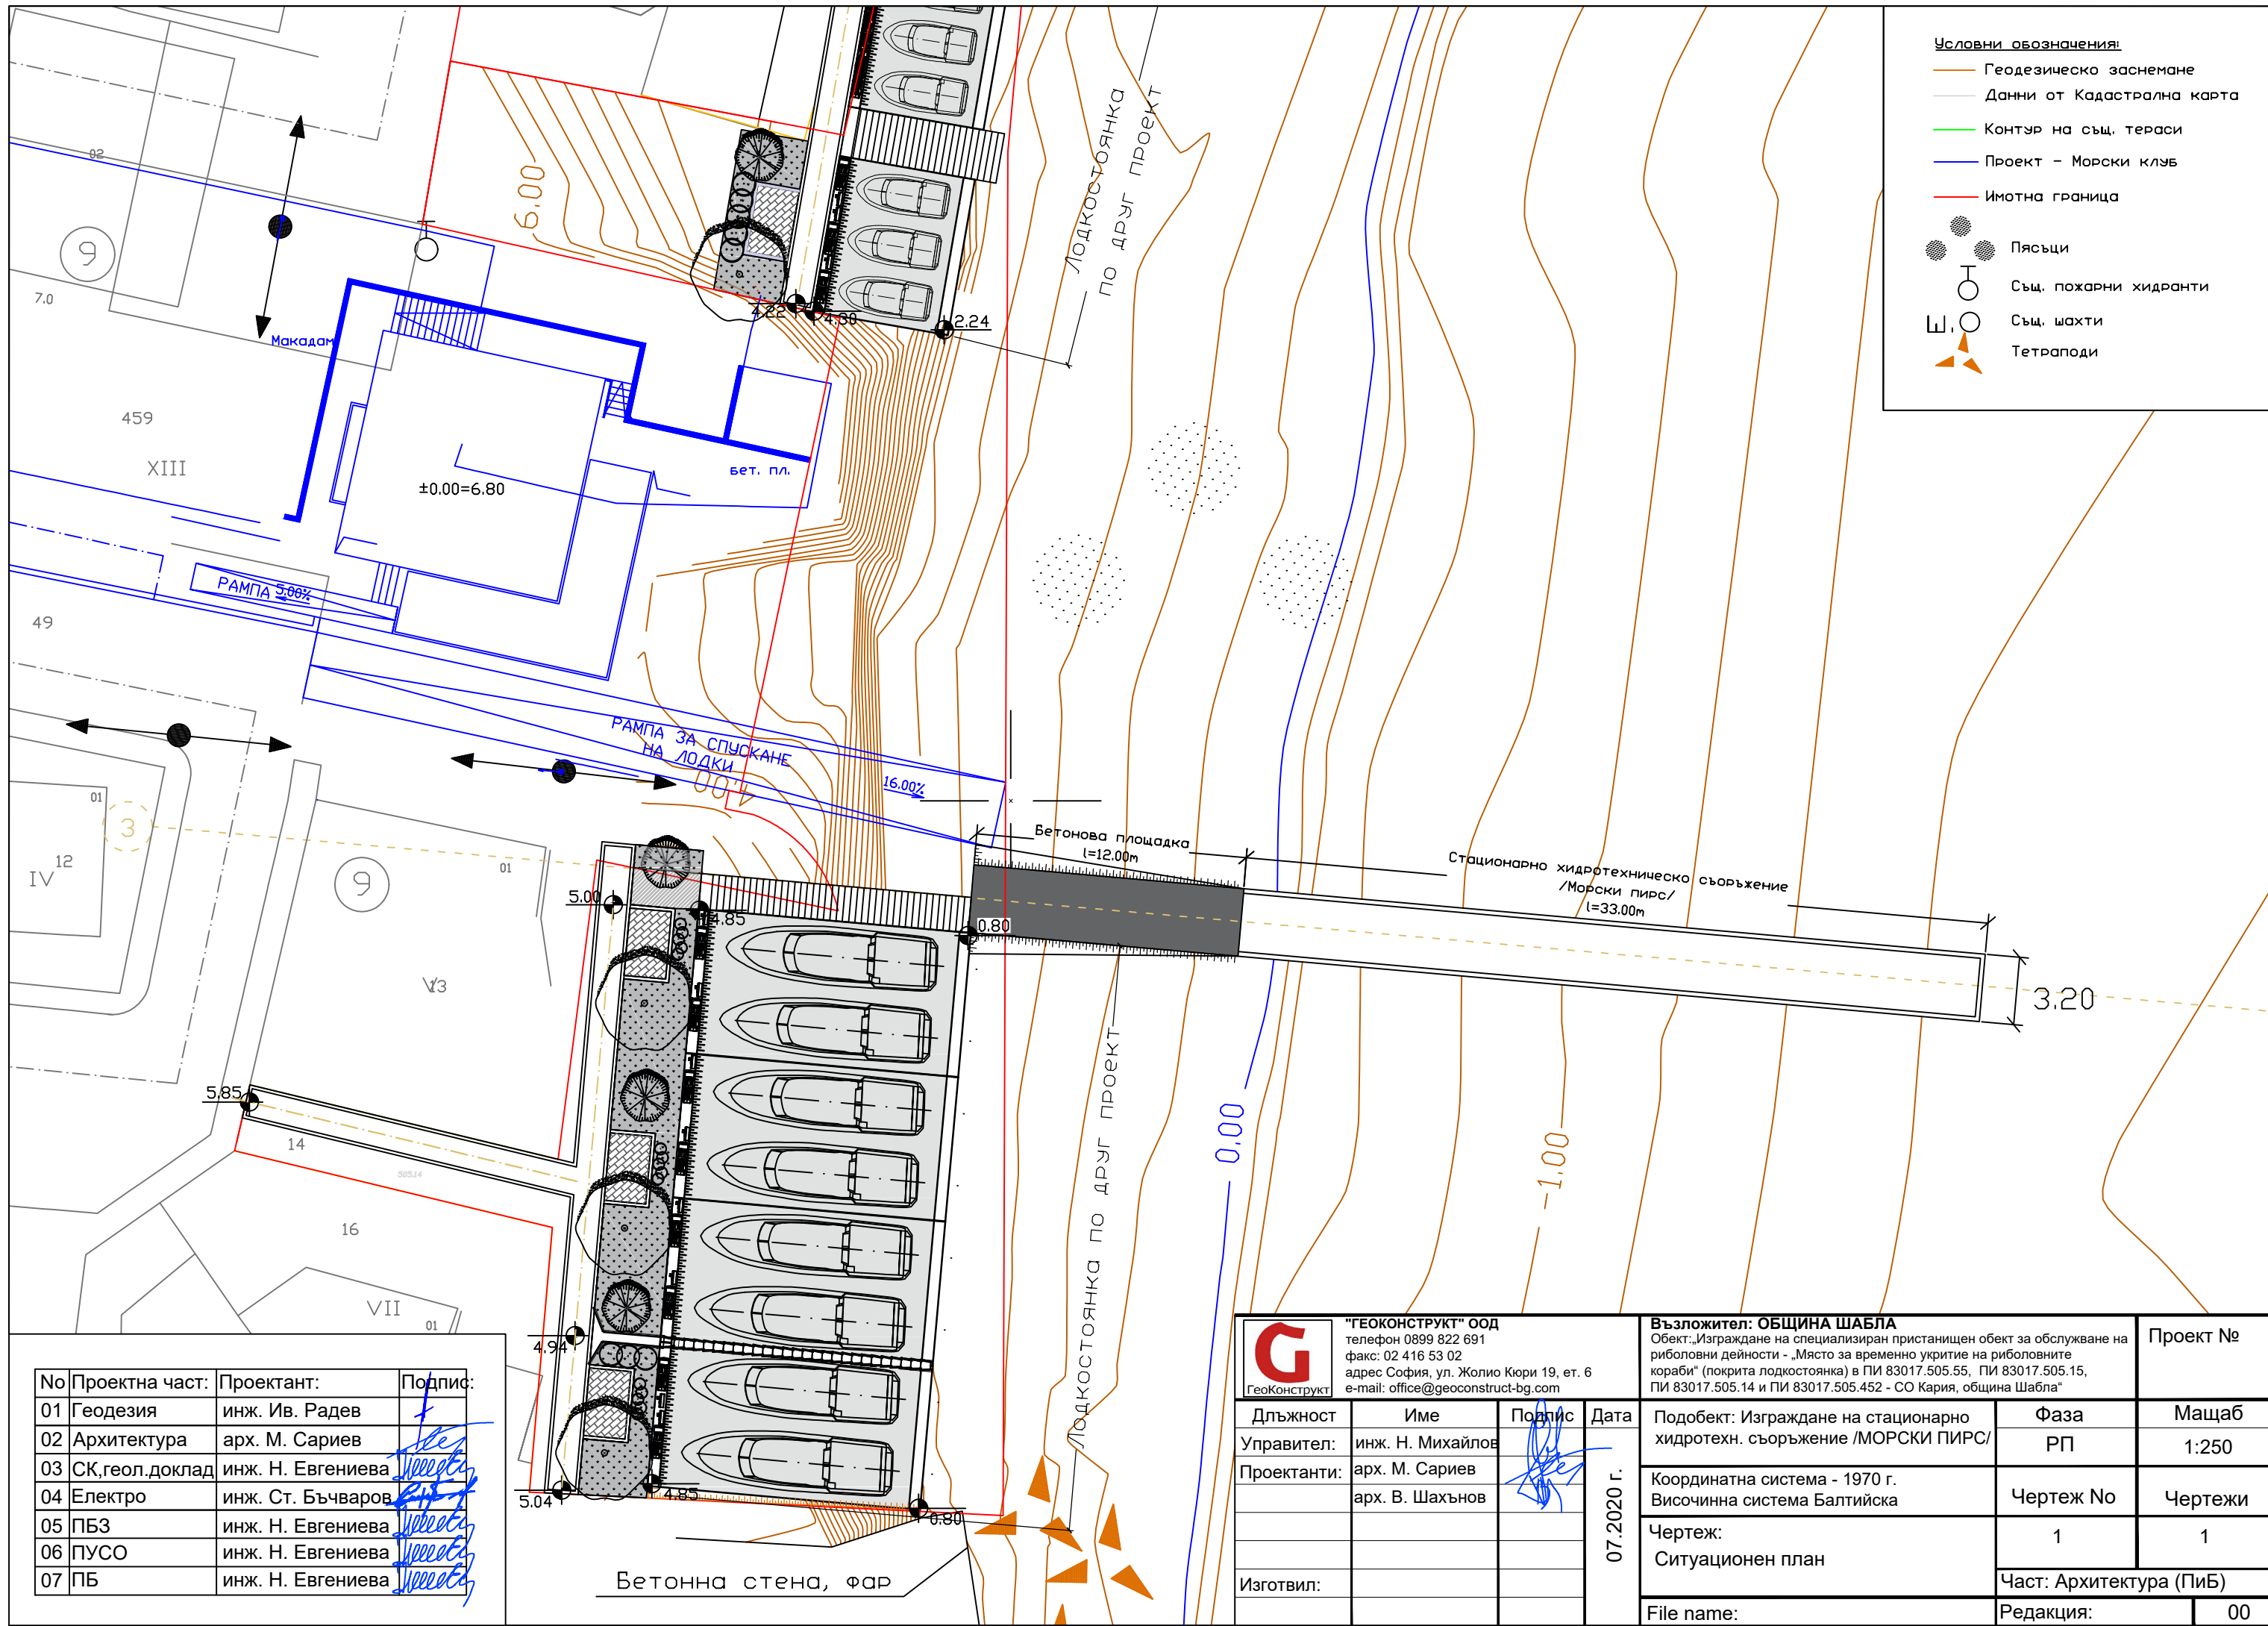 Условни обозначения:
Геодезическо заснемане
Данни от Кадастрална карта
Контур на същ. тераси
Проект - Морски клуб
Имотна граница
Пясъци
Същ. пожарни хидранти
Ш. Същ. шахти
Тетраподи
02
9
7.0
6.00
Лодкостоянка
по друг проект
4.22
4.30
2.24
Макадам
459
XIII
±0.00=6.80
бет. пл.
РАМПА 5.00%
49
РАМПА ЗА СПУСКАНЕ
НА ЛОДКИ
16.00%
4.00
01
3
12
IV
9
01
Бетонова площадка
l=12.00m
Стационарно хидротехническо съоръжение
/Морски пирс/
l=33.00m
3.20
5.00
4.85
0.80
13
5.85
14
505.14
16
VII
01
4.94
5.04
4.85
0.80
Лодкостоянка по друг проект
0.00
-1.00
Бетонна стена, фар
No Проектна част: Проектант: Подпис:
01 Геодезия инж. Ив. Радев
02 Архитектура арх. М. Сариев
03 СК,геол.доклад инж. Н. Евгениева
04 Електро инж. Ст. Бъчваров
05 ПБЗ инж. Н. Евгениева
06 ПУСО инж. Н. Евгениева
07 ПБ инж. Н. Евгениева
ГеоКонструкт
"ГЕОКОНСТРУКТ" ООД
телефон 0899 822 691
факс: 02 416 53 02
адрес София, ул. Жолио Кюри 19, ет. 6
e-mail: office@geoconstruct-bg.com
Възложител: ОБЩИНА ШАБЛА
Обект:„Изграждане на специализиран пристанищен обект за обслужване на
риболовни дейности - „Място за временно укритие на риболовните
кораби“ (покрита лодкостоянка) в ПИ 83017.505.55, ПИ 83017.505.15,
ПИ 83017.505.14 и ПИ 83017.505.452 - СО Кария, община Шабла“
Проект №
Длъжност Име Подпис Дата
Управител: инж. Н. Михайлов
Проектанти: арх. М. Сариев
арх. В. Шахънов
Изготвил:
07.2020 г.
Подобект: Изграждане на стационарно
хидротехн. съоръжение /МОРСКИ ПИРС/
Фаза
РП
Мащаб
1:250
Координатна система - 1970 г.
Височинна система Балтийска
Чертеж No
1
Чертежи
1
Чертеж:
Ситуационен план
Част: Архитектура (ПиБ)
File name:
Редакция: 00